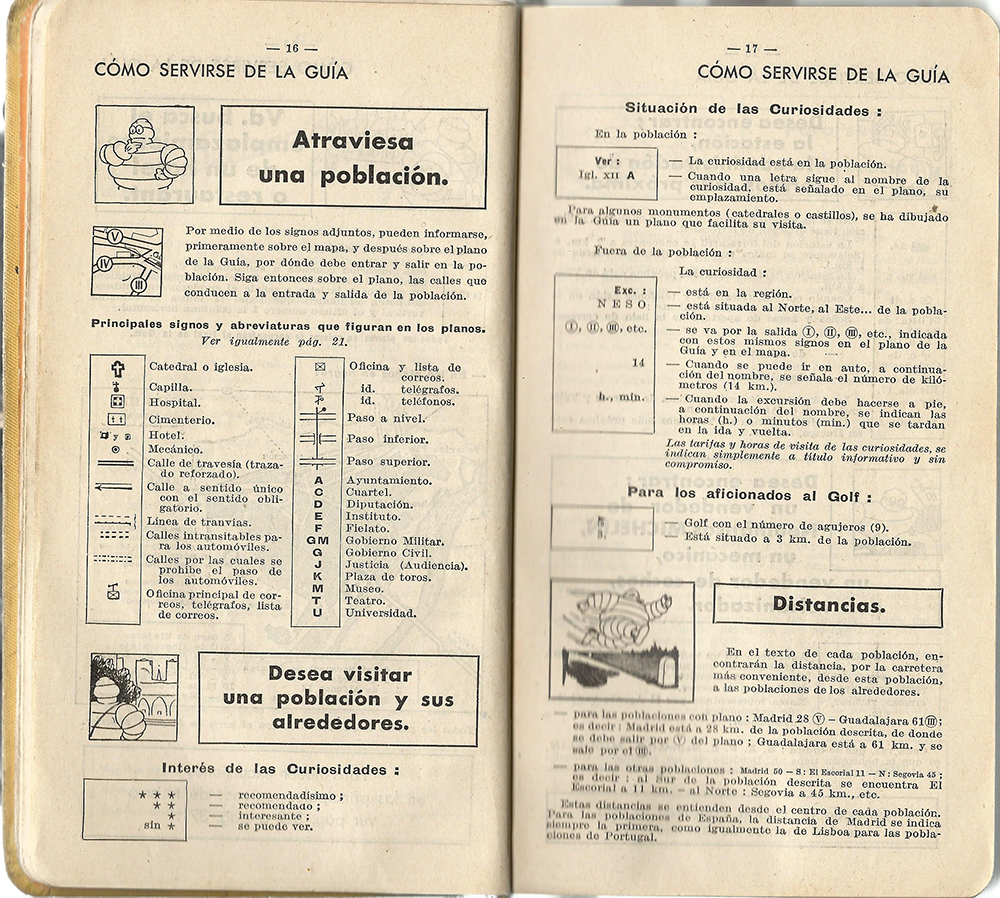 — 16 —
CÓMO SERVIRSE DE LA GUÍA
Atraviesa
una población.
V
IV
III
Por medio de los signos adjuntos, pueden informarse,
primeramente sobre el mapa, y después sobre el plano
de la Guía, por dónde debe entrar y salir en la po-
blación. Siga entonces sobre el plano, las calles que
conducen a la entrada y salida de la población.
Principales signos y abreviaturas que figuran en los planos.
Ver igualmente pág. 21.
Catedral o iglesia.
Capilla.
Hospital.
Cimenterio.
y a Hotel.
Mecánico.
Calle de travesía (traza-
do reforzado).
Calle a sentido único
con el sentido obli-
gatorio.
Línea de tranvías.
Calles intransitables pa-
ra los automóviles.
Calles por las cuales se
prohibe el paso de
los automóviles.
Oficina principal de cor-
reos, telégrafos, lista
de correos.
Oficina y lista de
correos.
id. telégrafos.
id. teléfonos.
Paso a nivel.
Paso inferior.
Paso superior.
A Ayuntamiento.
C Cuartel.
D Diputación.
E Instituto.
F Fielato.
GM Gobierno Militar.
G Gobierno Civil.
J Justicia (Audiencia).
K Plaza de toros.
M Museo.
T Teatro.
U Universidad.
Desea visitar
una población y sus
alrededores.
Interés de las Curiosidades :
★ ★ ★ — recomendadísimo ;
★ ★ — recomendado ;
★ — interesante ;
sin ★ — se puede ver.
— 17 —
CÓMO SERVIRSE DE LA GUÍA
Situación de las Curiosidades :
En la población :
Ver : — La curiosidad está en la población.
Igl. XII A — Cuando una letra sigue al nombre de la
curiosidad, está señalado en el plano, su
emplazamiento.
Para algunos monumentos (catedrales o castillos), se ha dibujado
en la Guía un plano que facilita su visita.
Fuera de la población :
La curiosidad :
Exc. : — está en la región.
N E S O — está situada al Norte, al Este... de la pobla-
ción.
Ⓘ, Ⓘ Ⓘ, Ⓘ Ⓘ Ⓘ, etc. — se va por la salida Ⓘ, Ⓘ Ⓘ, Ⓘ Ⓘ Ⓘ, etc., indicada
con estos mismos signos en el plano de la
Guía y en el mapa.
14 — Cuando se puede ir en auto, a continua-
ción del nombre, se señala el número de kiló-
metros (14 km.).
h., min. — Cuando la excursión debe hacerse a pie,
a continuación del nombre, se indican las
horas (h.) o minutos (min.) que se tardan
en la ida y vuelta.
Las tarifas y horas de visita de las curiosidades, se
indican simplemente a título informativo y sin
compromiso.
Para los aficionados al Golf :
— Golf con el número de agujeros (9).
— Está situado a 3 km. de la población.
Distancias.
En el texto de cada población, en-
contrarán la distancia, por la carretera
más conveniente, desde esta población,
a las poblaciones de los alrededores.
— para las poblaciones con plano : Madrid 28 Ⓥ – Guadalajara 61 (III) ;
es decir : Madrid está a 28 km. de la población descrita, de donde
se debe salir por Ⓥ del plano ; Guadalajara está a 61 km. y se
sale por el (III).
— para las otras poblaciones : Madrid 50 – S : El Escorial 11 – N : Segovia 45 ;
es decir : al Sur de la población descrita se encuentra El
Escorial a 11 km. – al Norte : Segovia a 45 km., etc.
Estas distancias se entienden desde el centro de cada población.
Para las poblaciones de España, la distancia de Madrid se indica
siempre la primera, como igualmente la de Lisboa para las pobla-
ciones de Portugal.